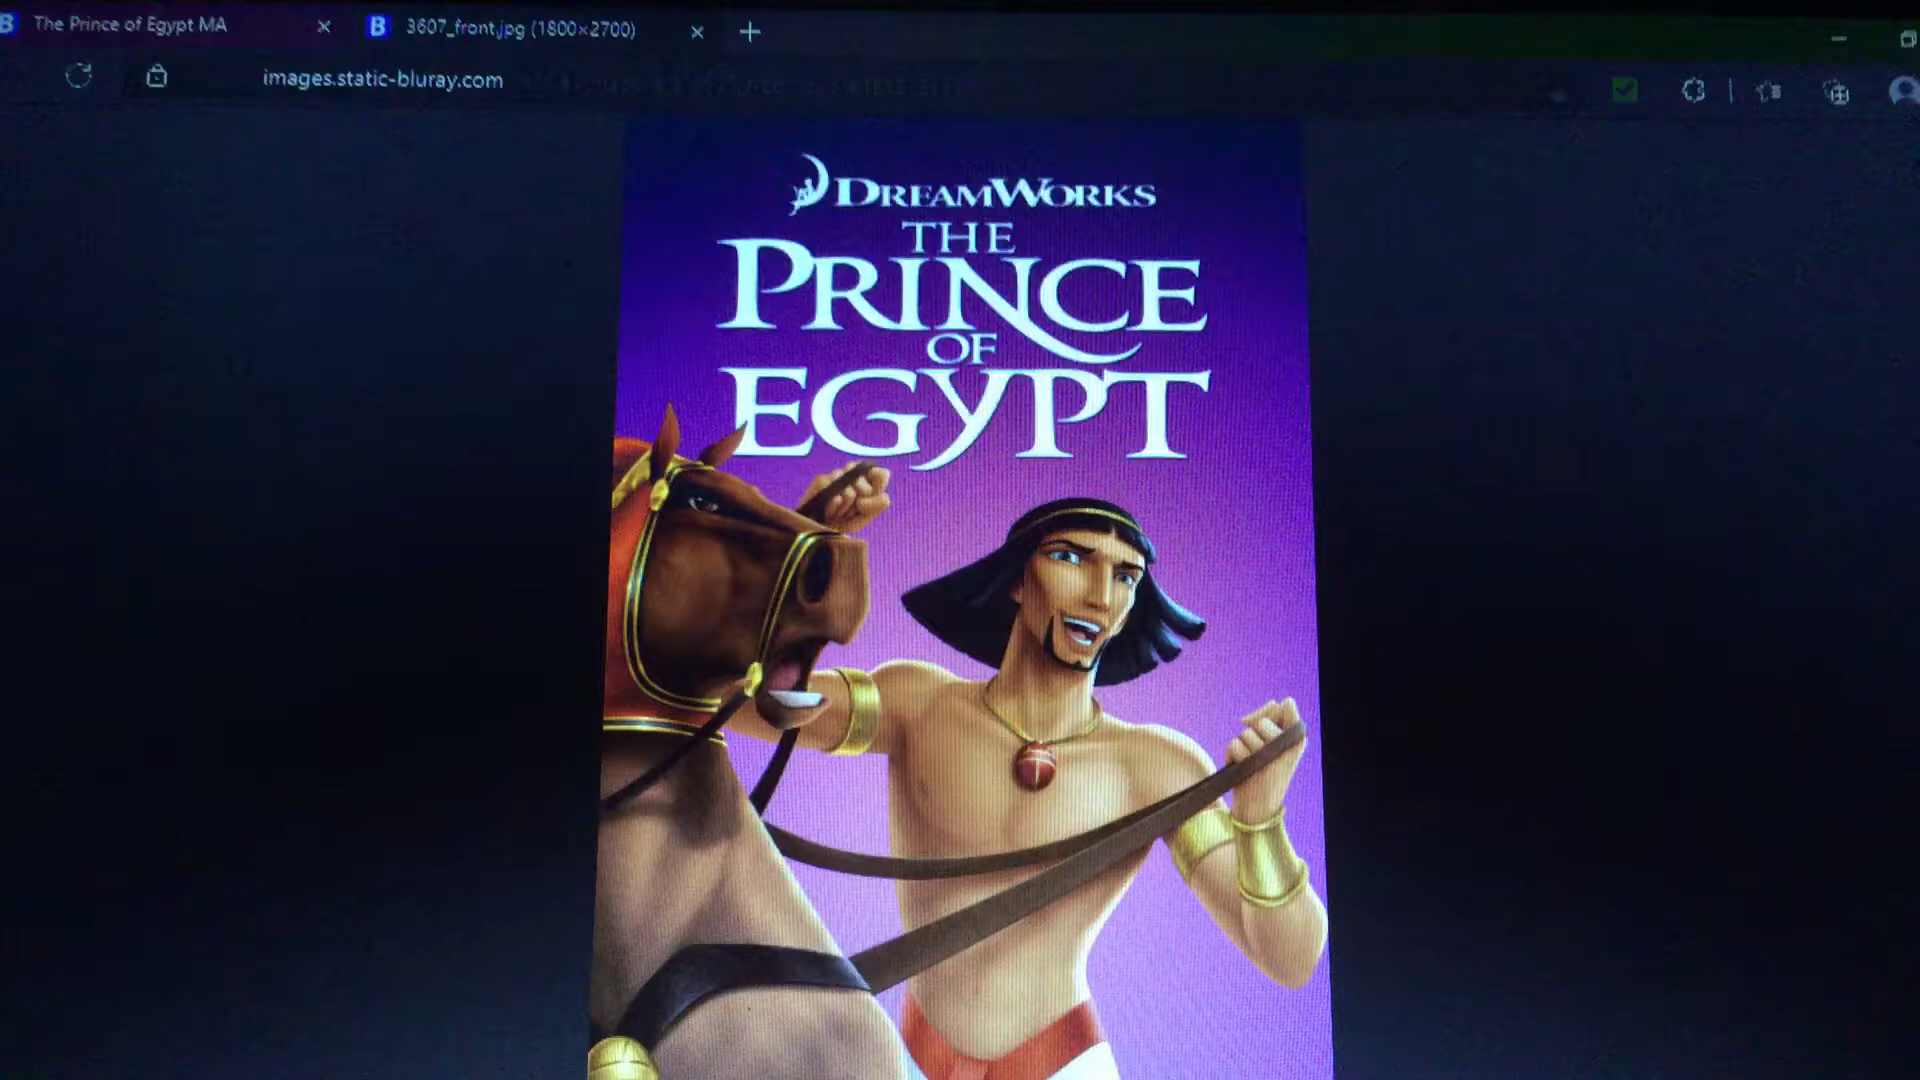 The Prince of Egypt MA
3607_front.jpg (1800×2700)
images.static-bluray.com
DREAMWORKS
THE
PRINCE
OF
EGYPT